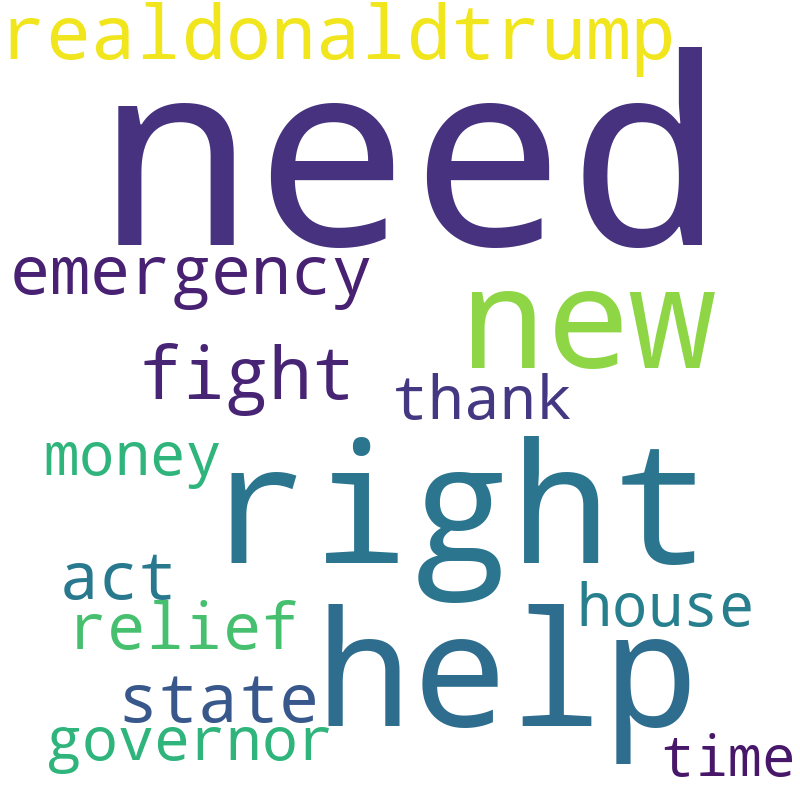 realdonaldtrump
need
emergency
new
fight
thank
money
right
act
house
relief
help
state
governor
time